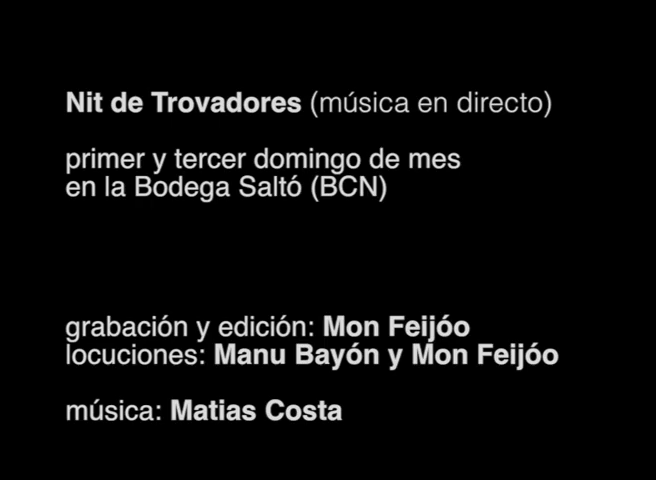 Nit de Trovadores (música en directo)
primer y tercer domingo de mes
en la Bodega Saltó (BCN)
grabación y edición: Mon Feijóo
locuciones: Manu Bayón y Mon Feijóo
música: Matias Costa